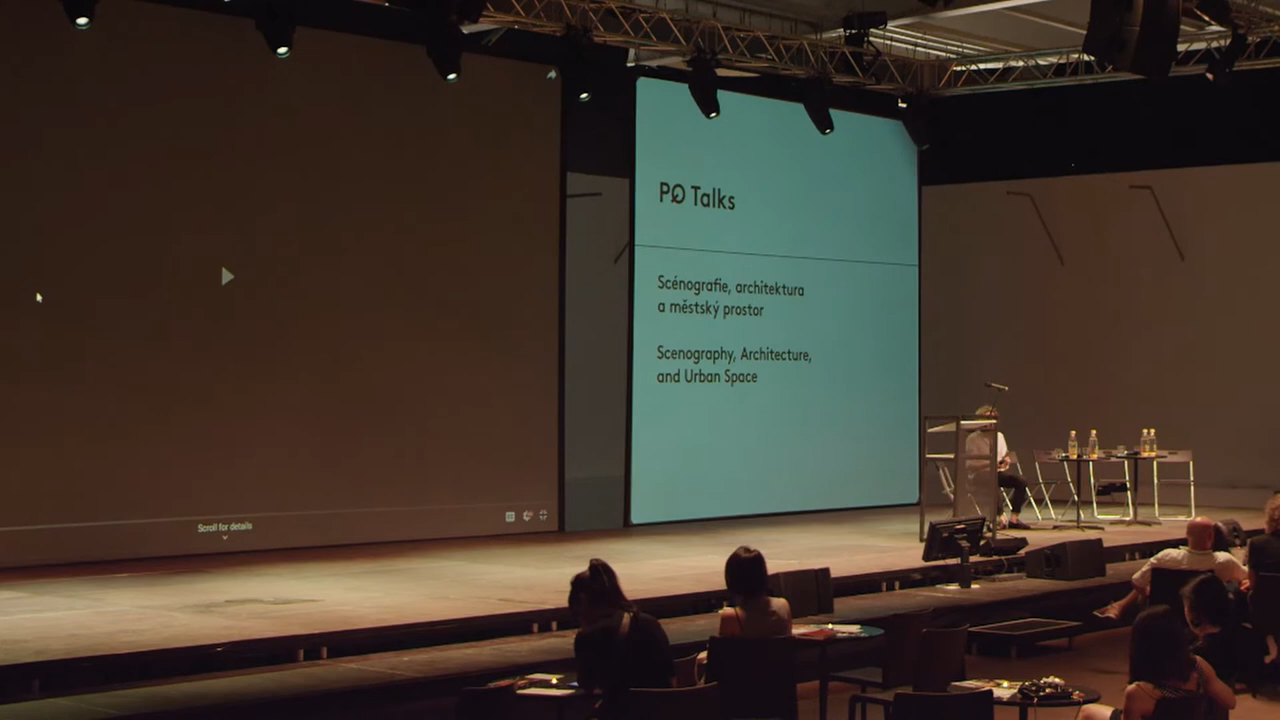 PQ Talks
Scénografie, architektura
a městský prostor
Scenography, Architecture,
and Urban Space
Scroll for details